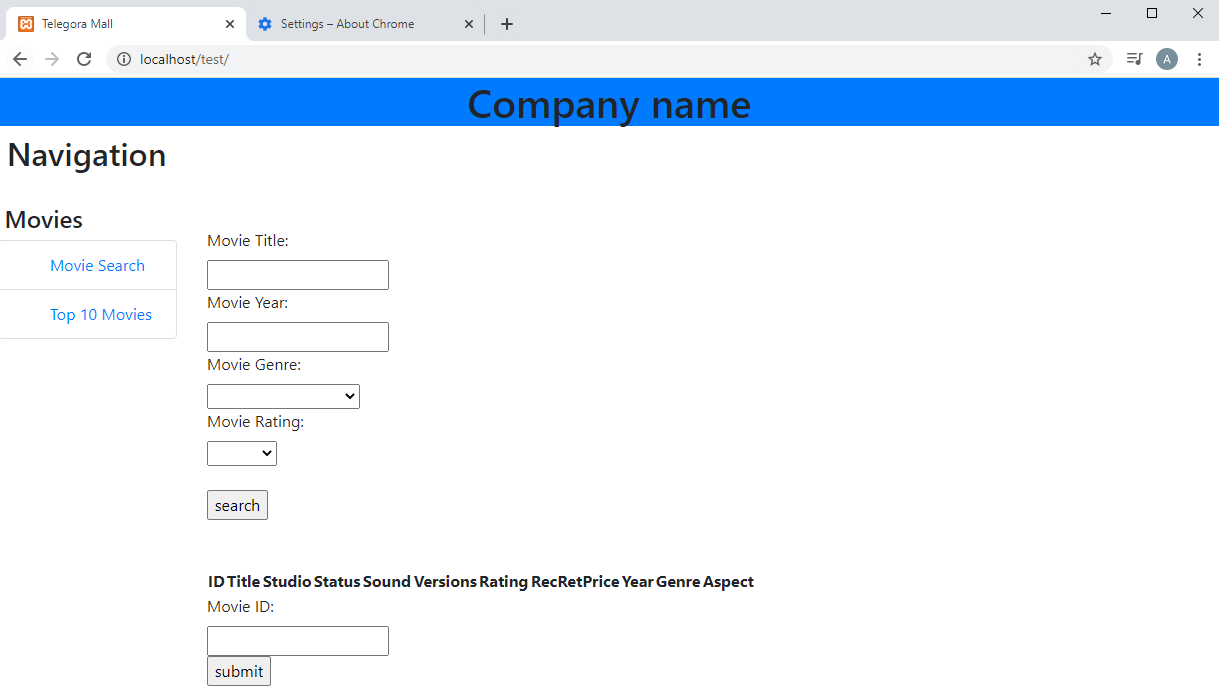 Telegora Mall
Settings – About Chrome
localhost/test/
A
Company name
Navigation
Movies
Movie Search
Top 10 Movies
Movie Title:
Movie Year:
Movie Genre:
Movie Rating:
search
ID Title Studio Status Sound Versions Rating RecRetPrice Year Genre Aspect
Movie ID:
submit